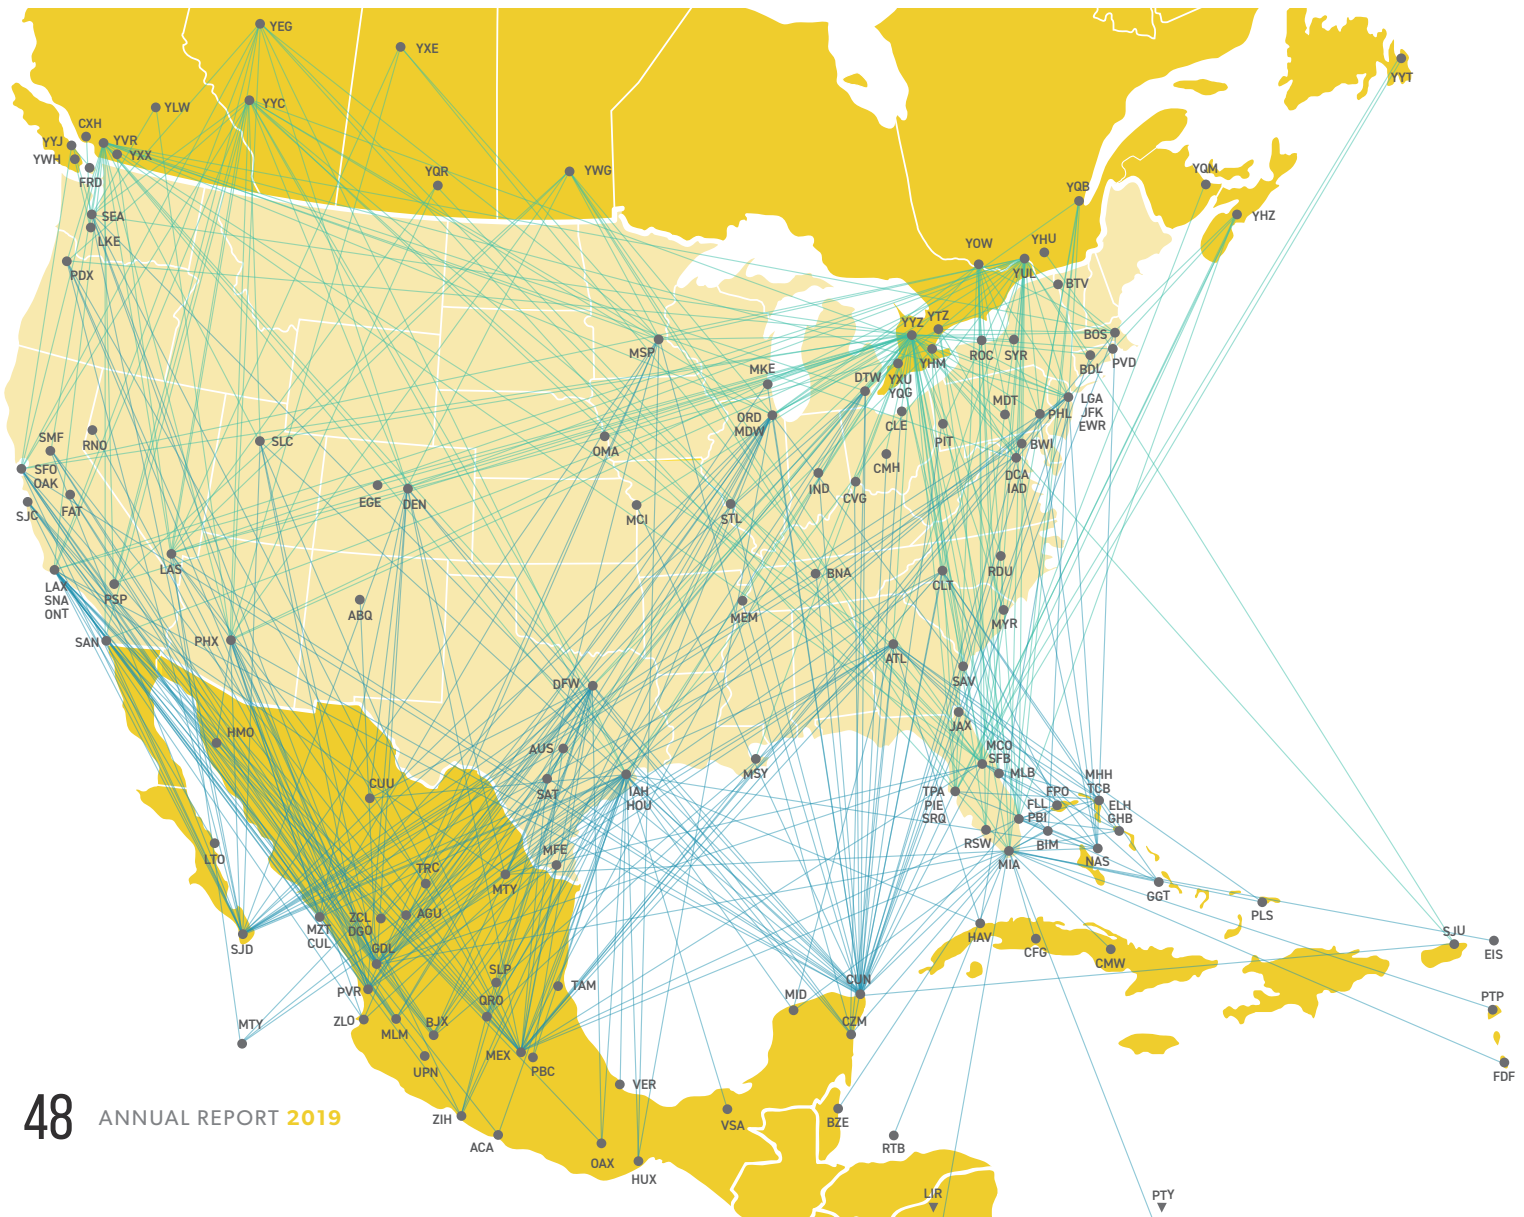 YEG
YXE
YYT
YYC
YLW
CXH
YYJ
YVR
YWH
YXX
FRD
YQR
YWG
YQM
YQB
YHZ
SEA
LKE
YOW
YHU
YUL
PDX
BTV
YYZ
YTZ
MSP
BOS
ROC
SYR
YHM
PVD
BDL
MKE
DTW
YXU
YQG
LGA
JFK
EWR
MDT
PHL
ORD
MDW
CLE
PIT
SMF
RNO
SLC
OMA
BWI
CMH
DCA
IAD
SFO
OAK
SJC
FAT
EGE
DEN
MCI
STL
IND
CVG
LAS
RDU
LAX
SNA
ONT
PSP
ABQ
BNA
CLT
MEM
MYR
SAN
PHX
ATL
SAV
DFW
JAX
HMO
AUS
MCO
SFB
MSY
MLB
CUU
SAT
IAH
HOU
TPA
PIE
SRQ
FPO
FLL
PBI
MHH
TCB
ELH
GHB
LTO
MFE
RSW
BIM
MIA
NAS
TRC
MTY
GGT
PLS
ZCL
DGO
AGU
MZT
CUL
SJD
GDL
HAV
CFG
CMW
SJU
EIS
SLP
QRO
TAM
CUN
PVR
MID
PTP
ZLO
MLM
BJX
CZM
MTY
MEX
PBC
UPN
FDF
VER
ZIH
VSA
BZE
ACA
RTB
OAX
HUX
LIR
PTY
48 ANNUAL REPORT 2019